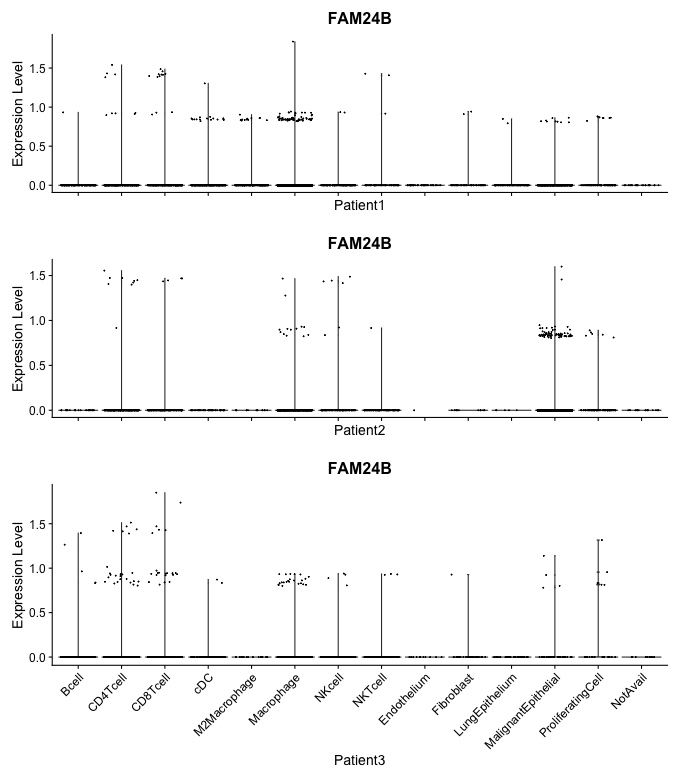 FAM24B
Expression Level
1.5
1.0
0.5
0.0
Patient1
FAM24B
Expression Level
1.5
1.0
0.5
0.0
Patient2
FAM24B
Expression Level
1.5
1.0
0.5
0.0
Bcell
CD4Tcell
CD8Tcell
cDC
M2Macrophage
Macrophage
NKcell
NKTcell
Endothelium
Fibroblast
LungEpithelium
MalignantEpithelial
ProliferatingCell
NotAvail
Patient3